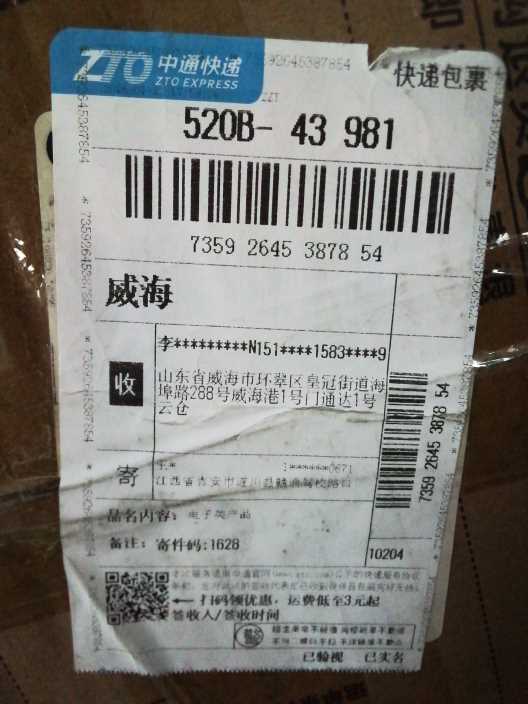 ZTO 中通快递
ZTO EXPRESS
快递包裹
520B- 43 981
7359 2645 3878 54
威海
李*********N151****1583****9
收
山东省威海市环翠区皇冠街道海
埠路288号威海港1号门通达1号
云仓
寄
王* 1******0671
7359 2645 3878 54
品名内容: 电子类产品
备注: 寄件码:1628
10204
扫码领优惠, 运费低至3元起
签收人/签收时间
已验视 已实名